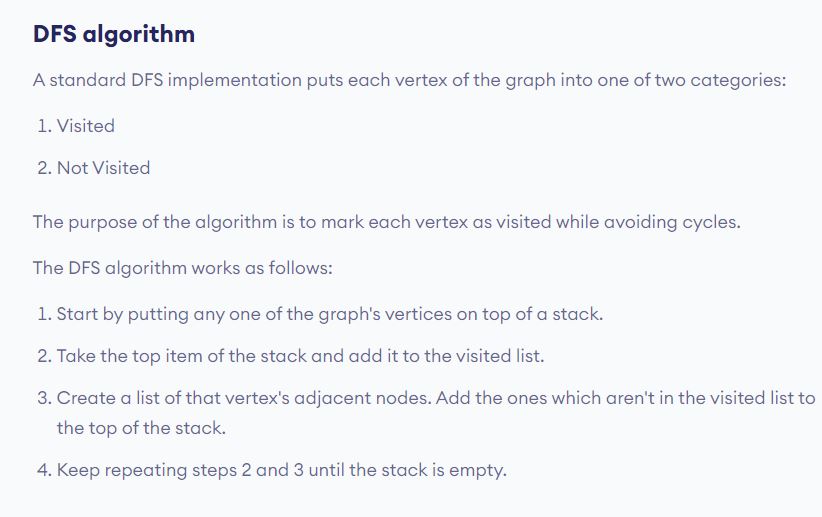 DFS algorithm
A standard DFS implementation puts each vertex of the graph into one of two categories:
1. Visited
2. Not Visited
The purpose of the algorithm is to mark each vertex as visited while avoiding cycles.
The DFS algorithm works as follows:
1. Start by putting any one of the graph's vertices on top of a stack.
2. Take the top item of the stack and add it to the visited list.
3. Create a list of that vertex's adjacent nodes. Add the ones which aren't in the visited list to
the top of the stack.
4. Keep repeating steps 2 and 3 until the stack is empty.